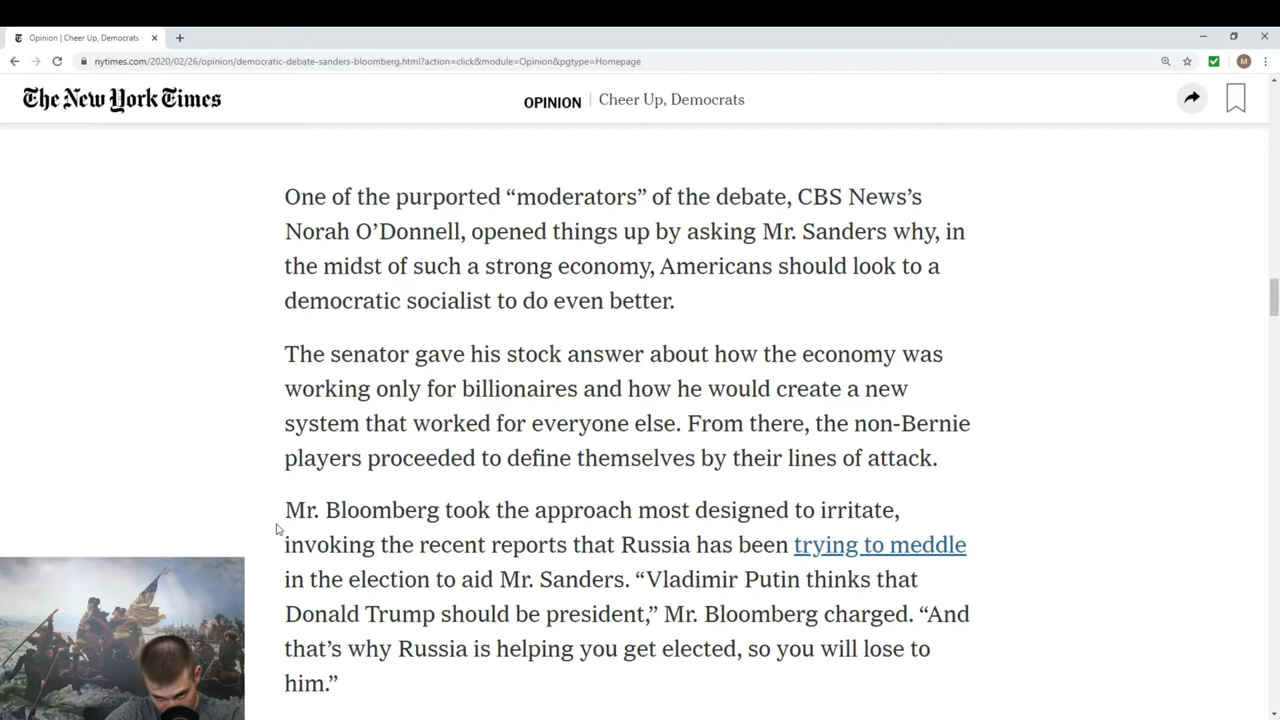 Opinion | Cheer Up, Democrats
nytimes.com/2020/02/26/opinion/democratic-debate-sanders-bloomberg.html?action=click&module=Opinion&pgtype=Homepage
M
The New York Times
OPINION | Cheer Up, Democrats
One of the purported “moderators” of the debate, CBS News’s
Norah O’Donnell, opened things up by asking Mr. Sanders why, in
the midst of such a strong economy, Americans should look to a
democratic socialist to do even better.
The senator gave his stock answer about how the economy was
working only for billionaires and how he would create a new
system that worked for everyone else. From there, the non-Bernie
players proceeded to define themselves by their lines of attack.
Mr. Bloomberg took the approach most designed to irritate,
invoking the recent reports that Russia has been trying to meddle
in the election to aid Mr. Sanders. “Vladimir Putin thinks that
Donald Trump should be president,” Mr. Bloomberg charged. “And
that’s why Russia is helping you get elected, so you will lose to
him.”